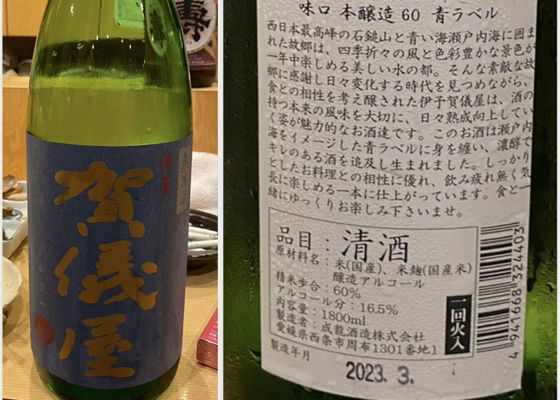 賀儀屋
味口 本醸造60 青ラベル
西日本最高峰の石鎚山と青い海瀬戸内海に囲ま
れた故郷は、四季折々の風と色彩豊かな景色が
一年中楽しめる美しい水の都。そんな素敵な故
郷に感謝し日々変化する時代を見つめながら、
食との相性を考え醸された伊予賀儀屋は、酒の
持つ本来の風味を大切に、日々熟成向上してい
く姿が魅力的なお酒達です。このお酒は瀬戸内
海をイメージした青ラベルに身を纏い、濃醇で
キレのある酒を追及し生まれました。しっかり
としたお料理との相性に優れ、飲み疲れ無く気
長に楽しめる一本に仕上がっています。食と一
緒にゆっくりお楽しみ下さいませ。
品目:清酒
原材料名:米(国産)、米麹(国産米)
醸造アルコール
精米歩合:60%
アルコール分:16.5%
内容量:1800ml
製造者:成龍酒造株式会社
愛媛県西条市周布1301番地1
製造年月
2023. 3.
一回火入
4941668324403